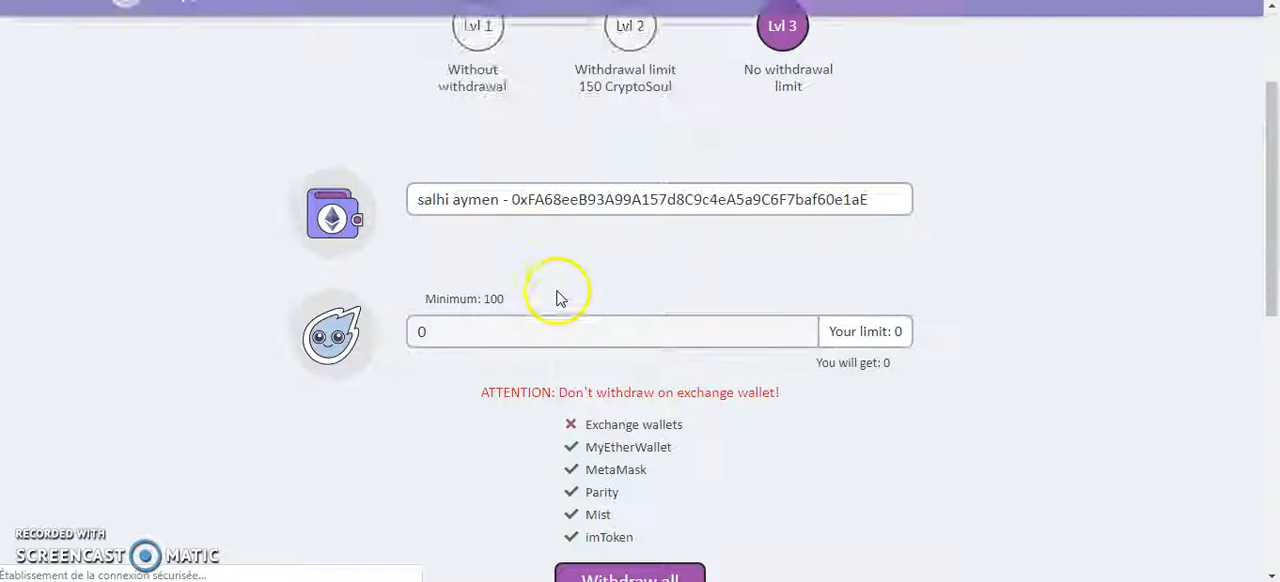 Lvl 1
Lvl 2
Lvl 3
Without withdrawal
Withdrawal limit 150 CryptoSoul
No withdrawal limit
salhi aymen - 0xFA68eeB93A99A157d8C9c4eA5a9C6F7baf60e1aE
Minimum: 100
0
Your limit: 0
You will get: 0
ATTENTION: Don't withdraw on exchange wallet!
Exchange wallets
MyEtherWallet
MetaMask
Parity
Mist
imToken
Withdraw all
RECORDED WITH
SCREENCAST MATIC
Établissement de la connexion sécurisée...